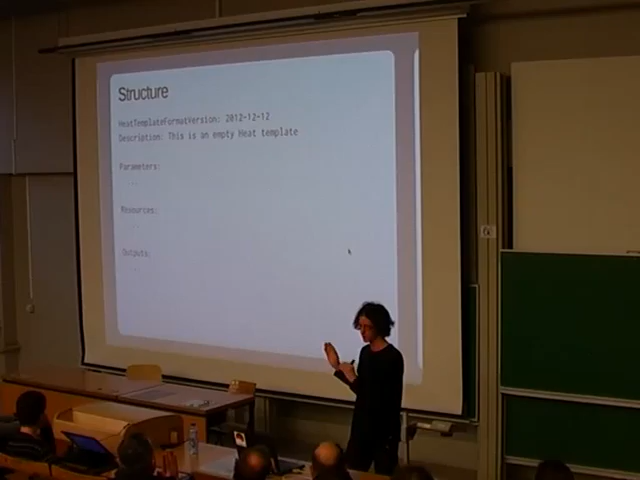 Structure
HeatTemplateFormatVersion: 2012-12-12
Description: This is an empty Heat template
Parameters:
...
Resources:
...
Outputs:
...